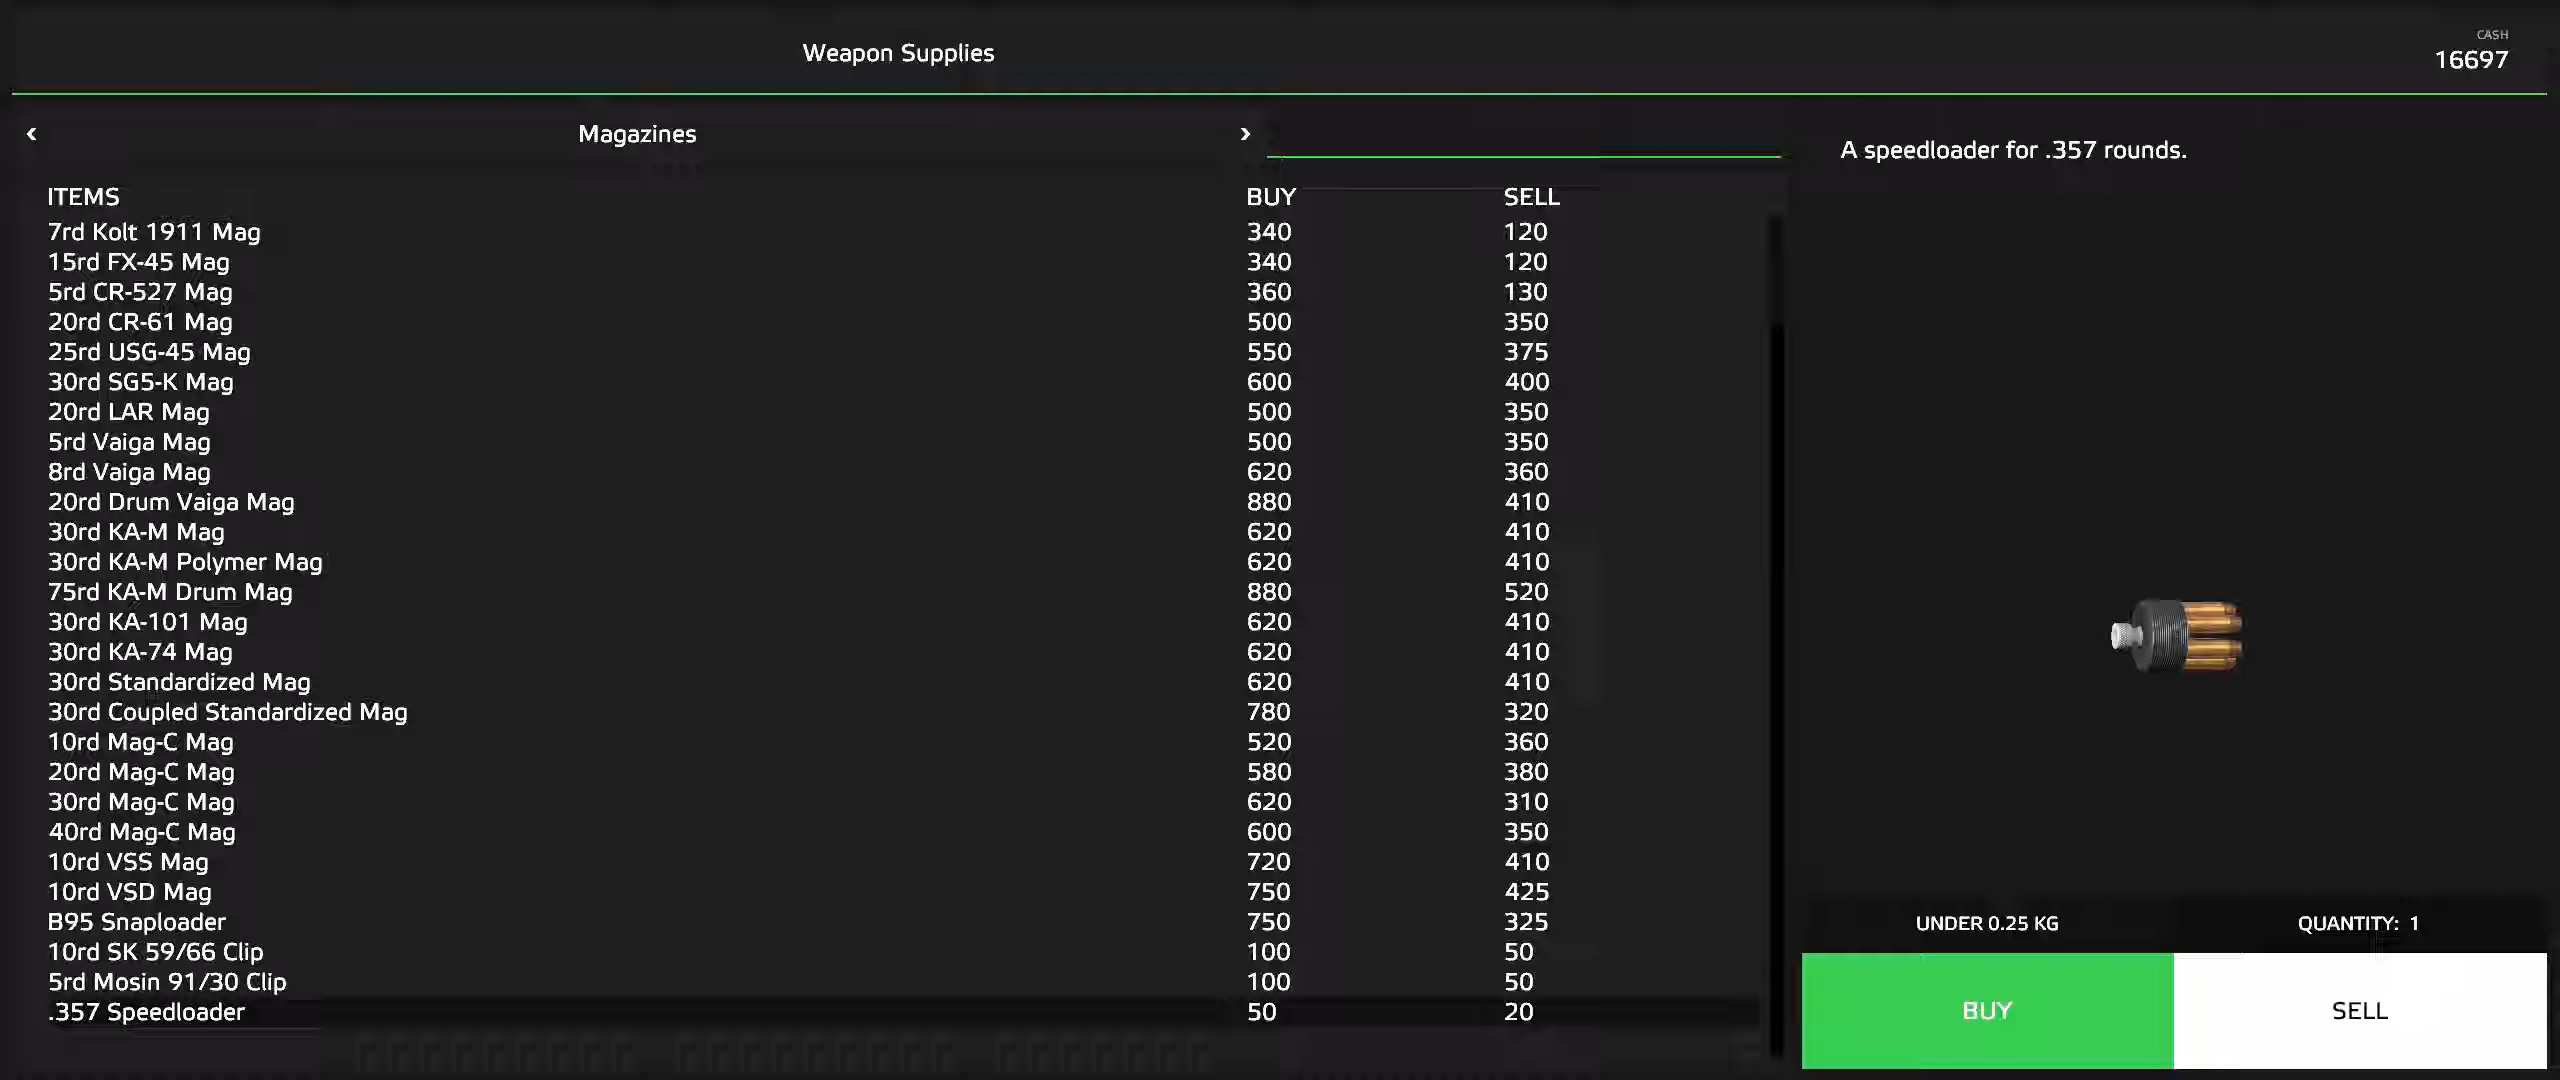 Weapon Supplies
CASH
16697
‹ Magazines ›
A speedloader for .357 rounds.
ITEMS BUY SELL
7rd Kolt 1911 Mag 340 120
15rd FX-45 Mag 340 120
5rd CR-527 Mag 360 130
20rd CR-61 Mag 500 350
25rd USG-45 Mag 550 375
30rd SG5-K Mag 600 400
20rd LAR Mag 500 350
5rd Vaiga Mag 500 350
8rd Vaiga Mag 620 360
20rd Drum Vaiga Mag 880 410
30rd KA-M Mag 620 410
30rd KA-M Polymer Mag 620 410
75rd KA-M Drum Mag 880 520
30rd KA-101 Mag 620 410
30rd KA-74 Mag 620 410
30rd Standardized Mag 620 410
30rd Coupled Standardized Mag 780 320
10rd Mag-C Mag 520 360
20rd Mag-C Mag 580 380
30rd Mag-C Mag 620 310
40rd Mag-C Mag 600 350
10rd VSS Mag 720 410
10rd VSD Mag 750 425
B95 Snaploader 750 325
10rd SK 59/66 Clip 100 50
5rd Mosin 91/30 Clip 100 50
.357 Speedloader 50 20
UNDER 0.25 KG QUANTITY: 1
BUY SELL